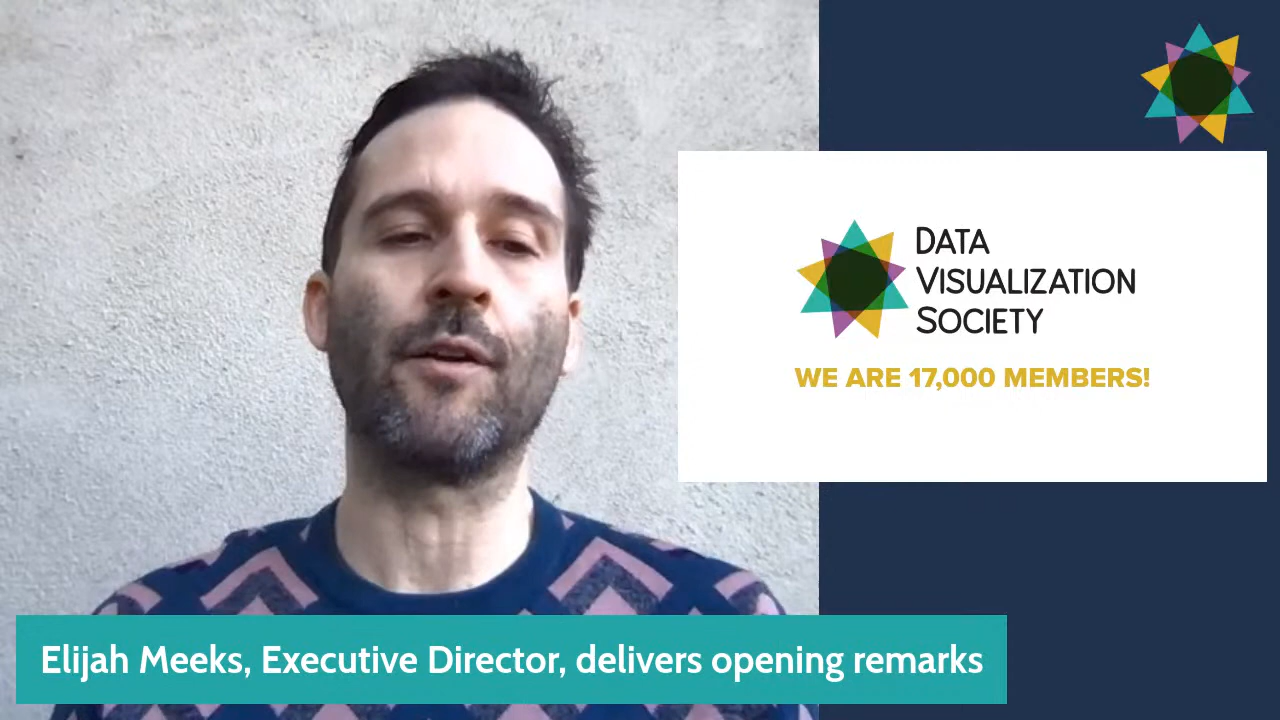 DATA
VISUALIZATION
SOCIETY
WE ARE 17,000 MEMBERS!
Elijah Meeks, Executive Director, delivers opening remarks